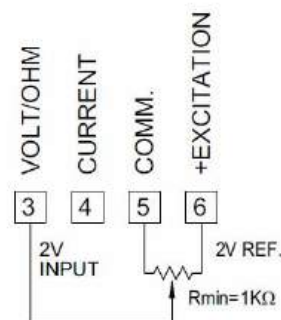 VOLT/OHM
CURRENT
COMM.
+EXCITATION
3
4
5
6
2V
INPUT
2V REF.
Rmin=1KΩ